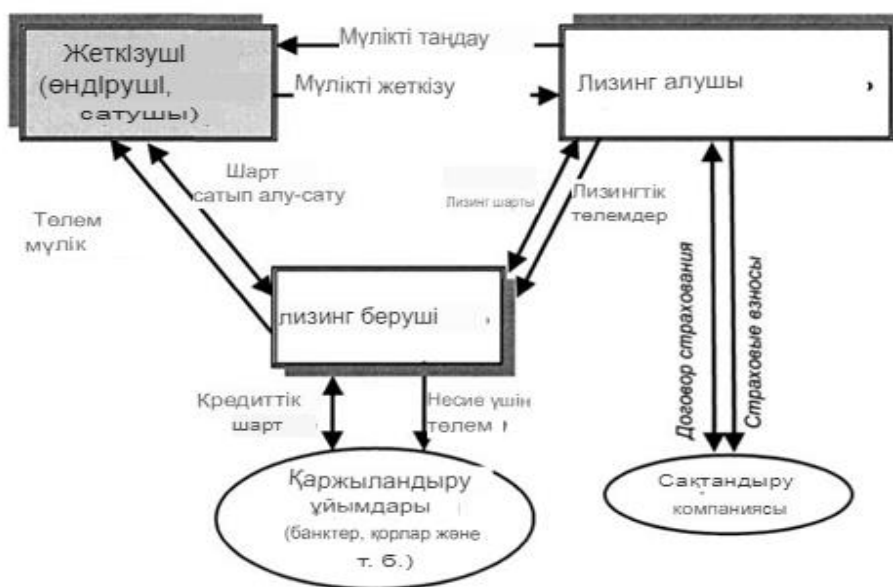 Жеткізуші
(өндіруші,
сатушы)
Мүлікті таңдау
Мүлікті жеткізу
Лизинг алушы
Шарт
сатып алу-сату
Төлем
мүлік
Лизинг шарты
Лизингтік
төлемдер
лизинг беруші
Договор страхования
Страховые взносы
Кредиттік
шарт
Несие үшін
төлем
Қаржыландыру
ұйымдары
(банктер, қорлар және
т. б.)
Сақтандыру
компаниясы